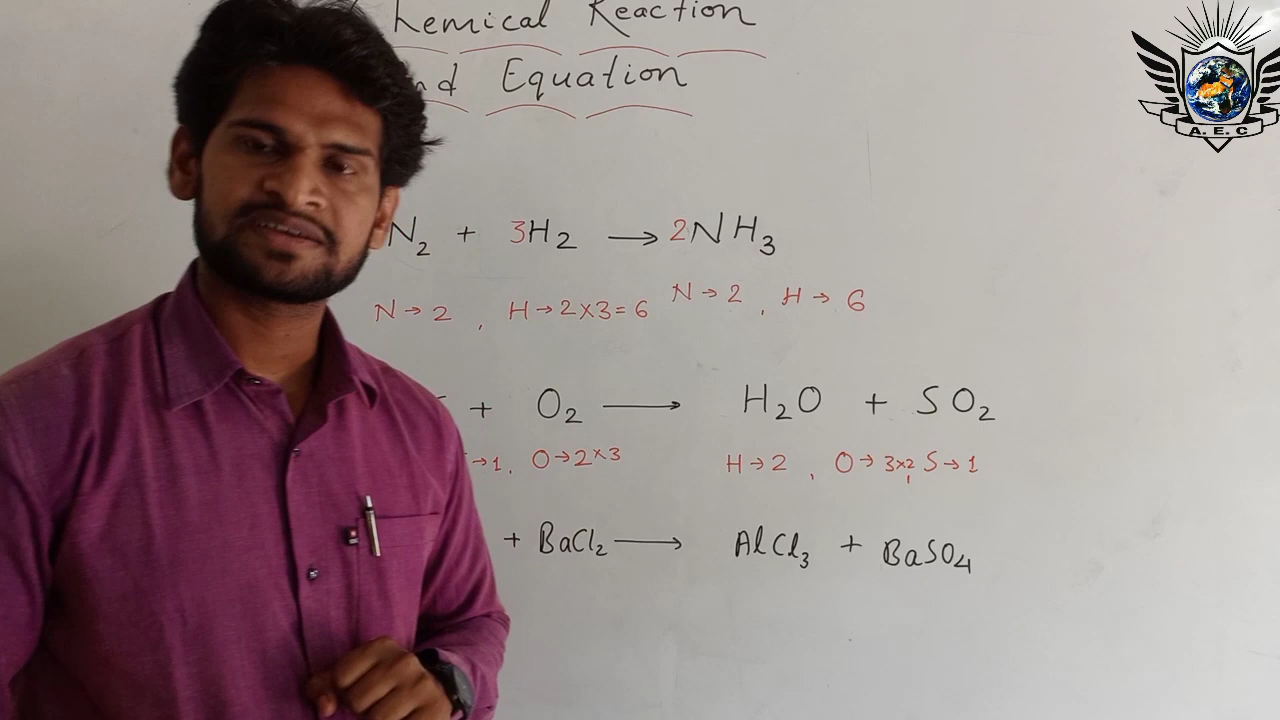 hemical Reaction
nd Equation
A. E. C
N₂ + 3H₂ → 2NH₃
N→2 , H→2×3=6 N→2 , H→ 6
+ O₂ → H₂O + SO₂
→1, O→2×3 H→2 , O→3×2, S→1
+ BaCl₂ → AlCl₃ + BaSO₄